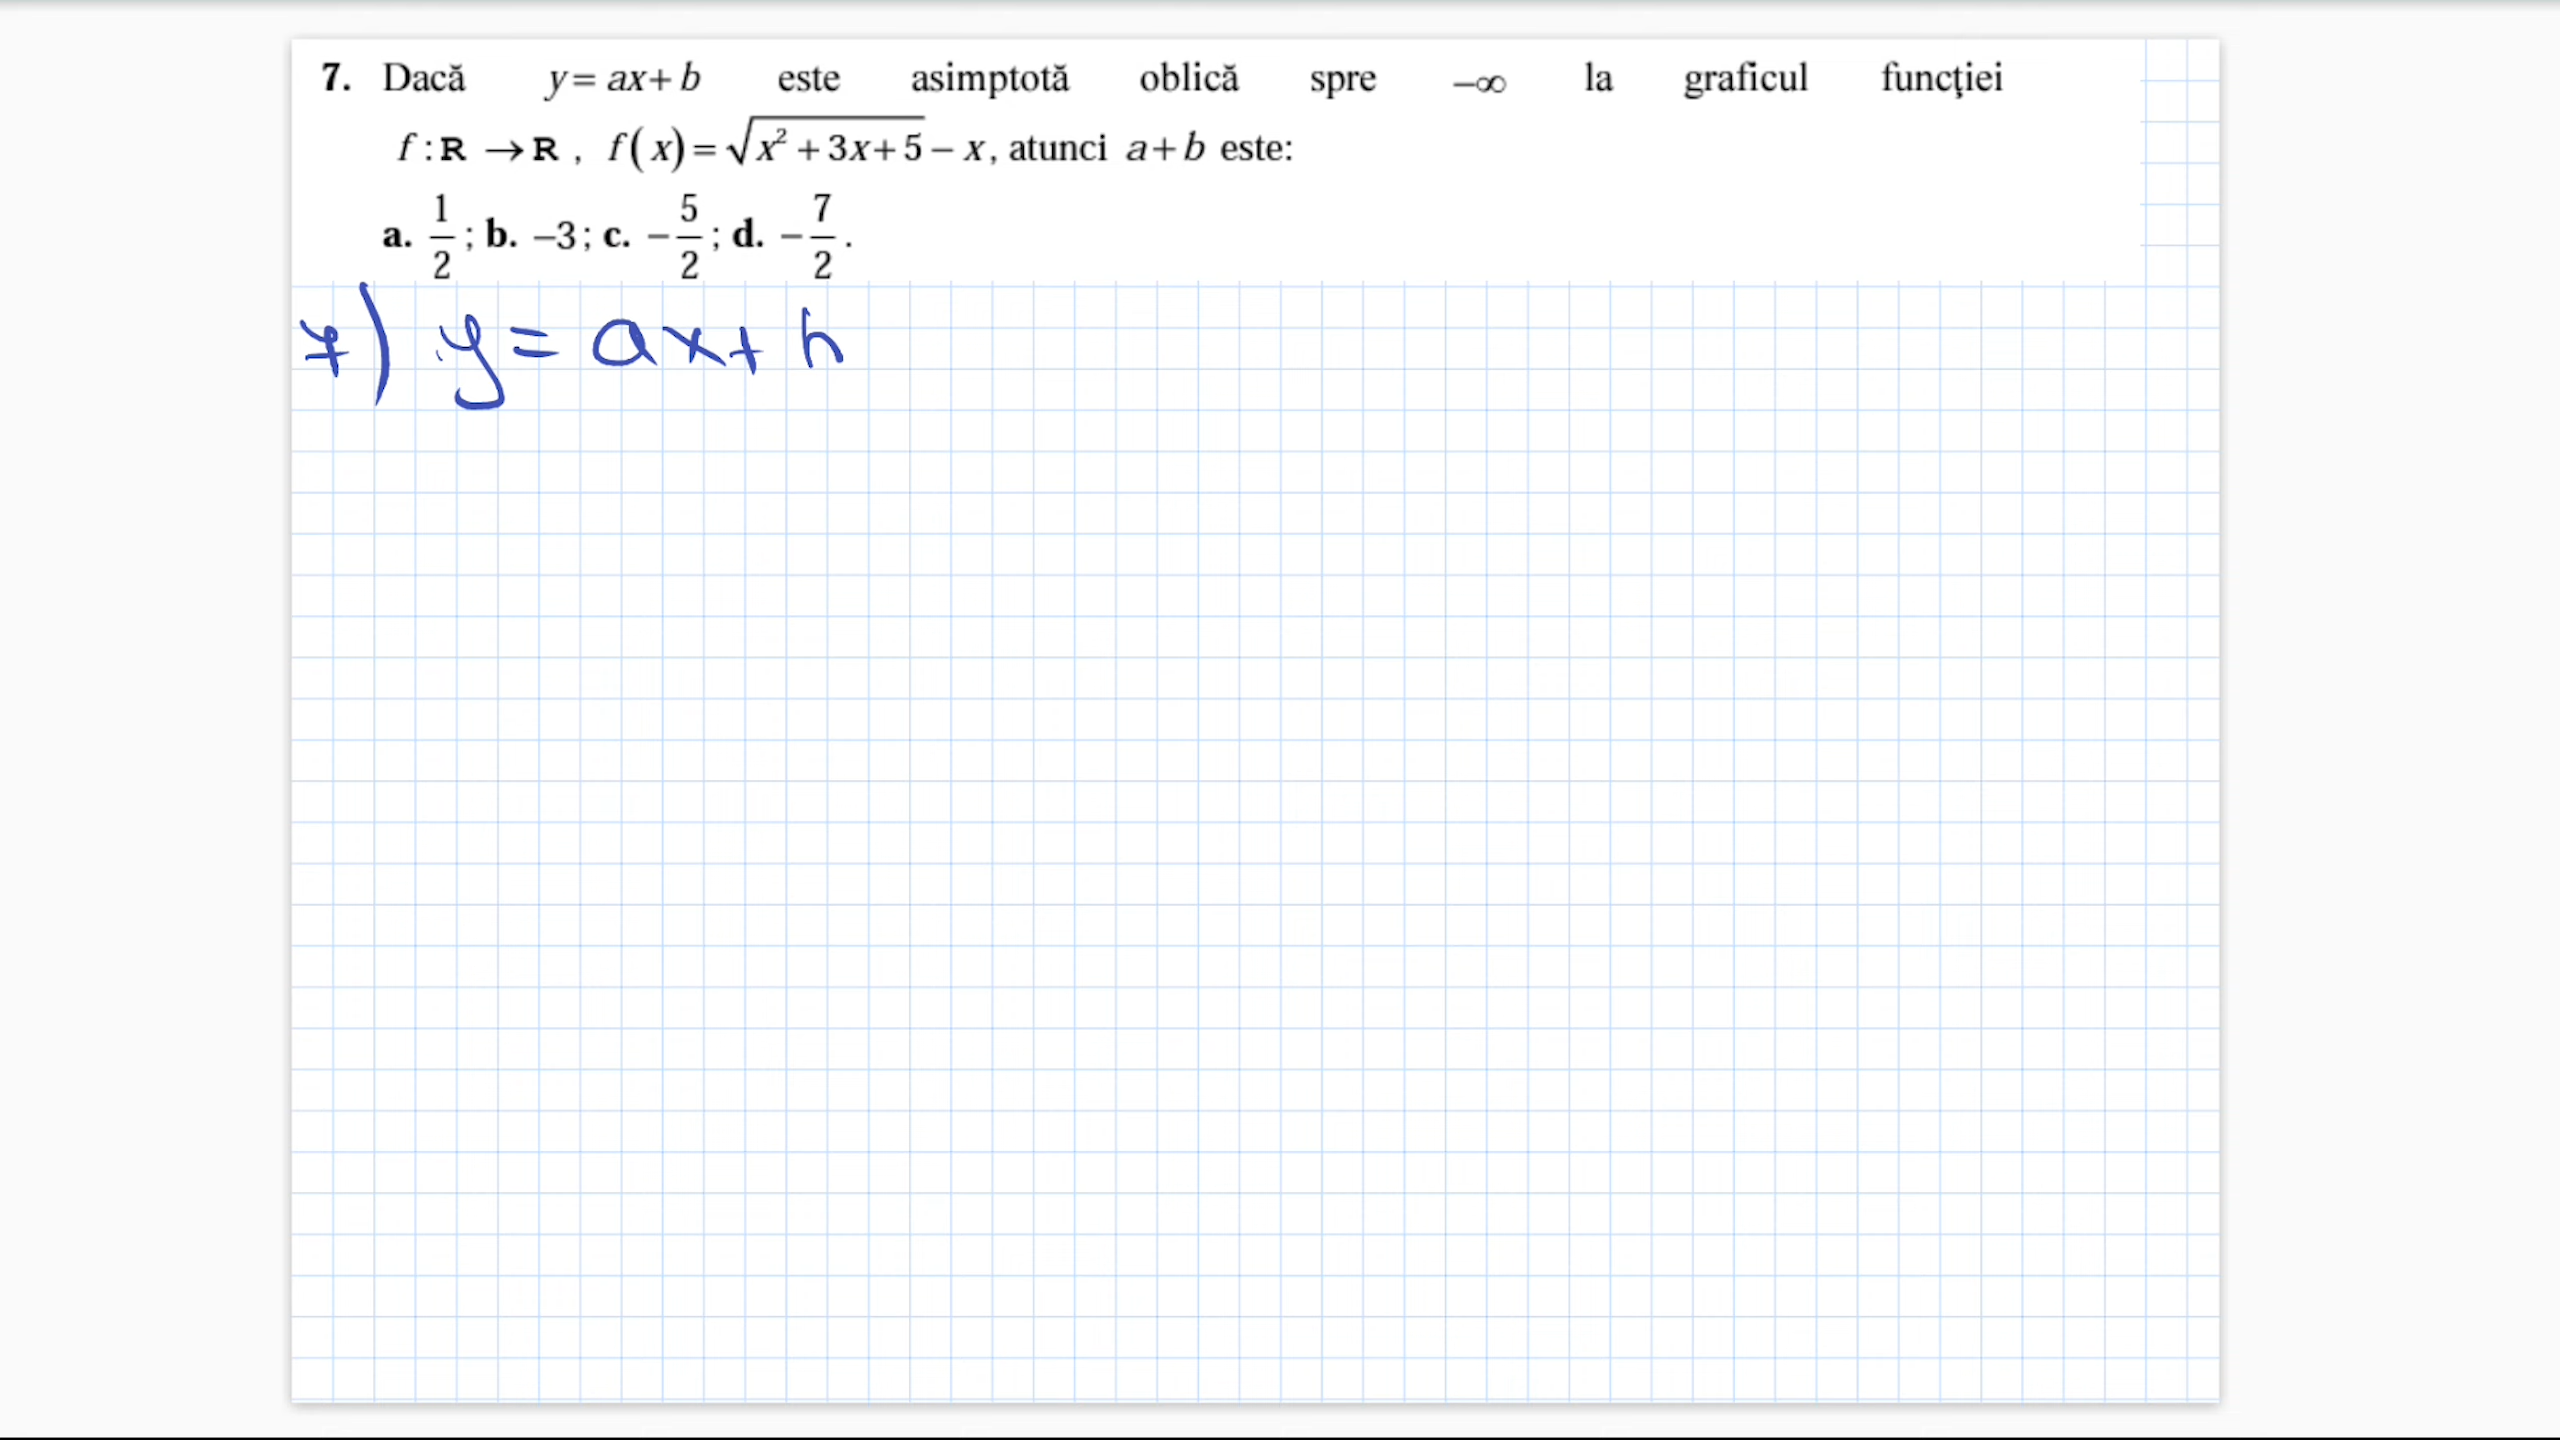 7. Dacă y= ax+ b este asimptotă oblică spre −∞ la graficul funcției
f : R → R , f(x)= √x² + 3x+ 5 − x, atunci a+ b este:
a. 1/2 ; b. −3; c. −5/2 ; d. −7/2 .
7) y = ax+ b